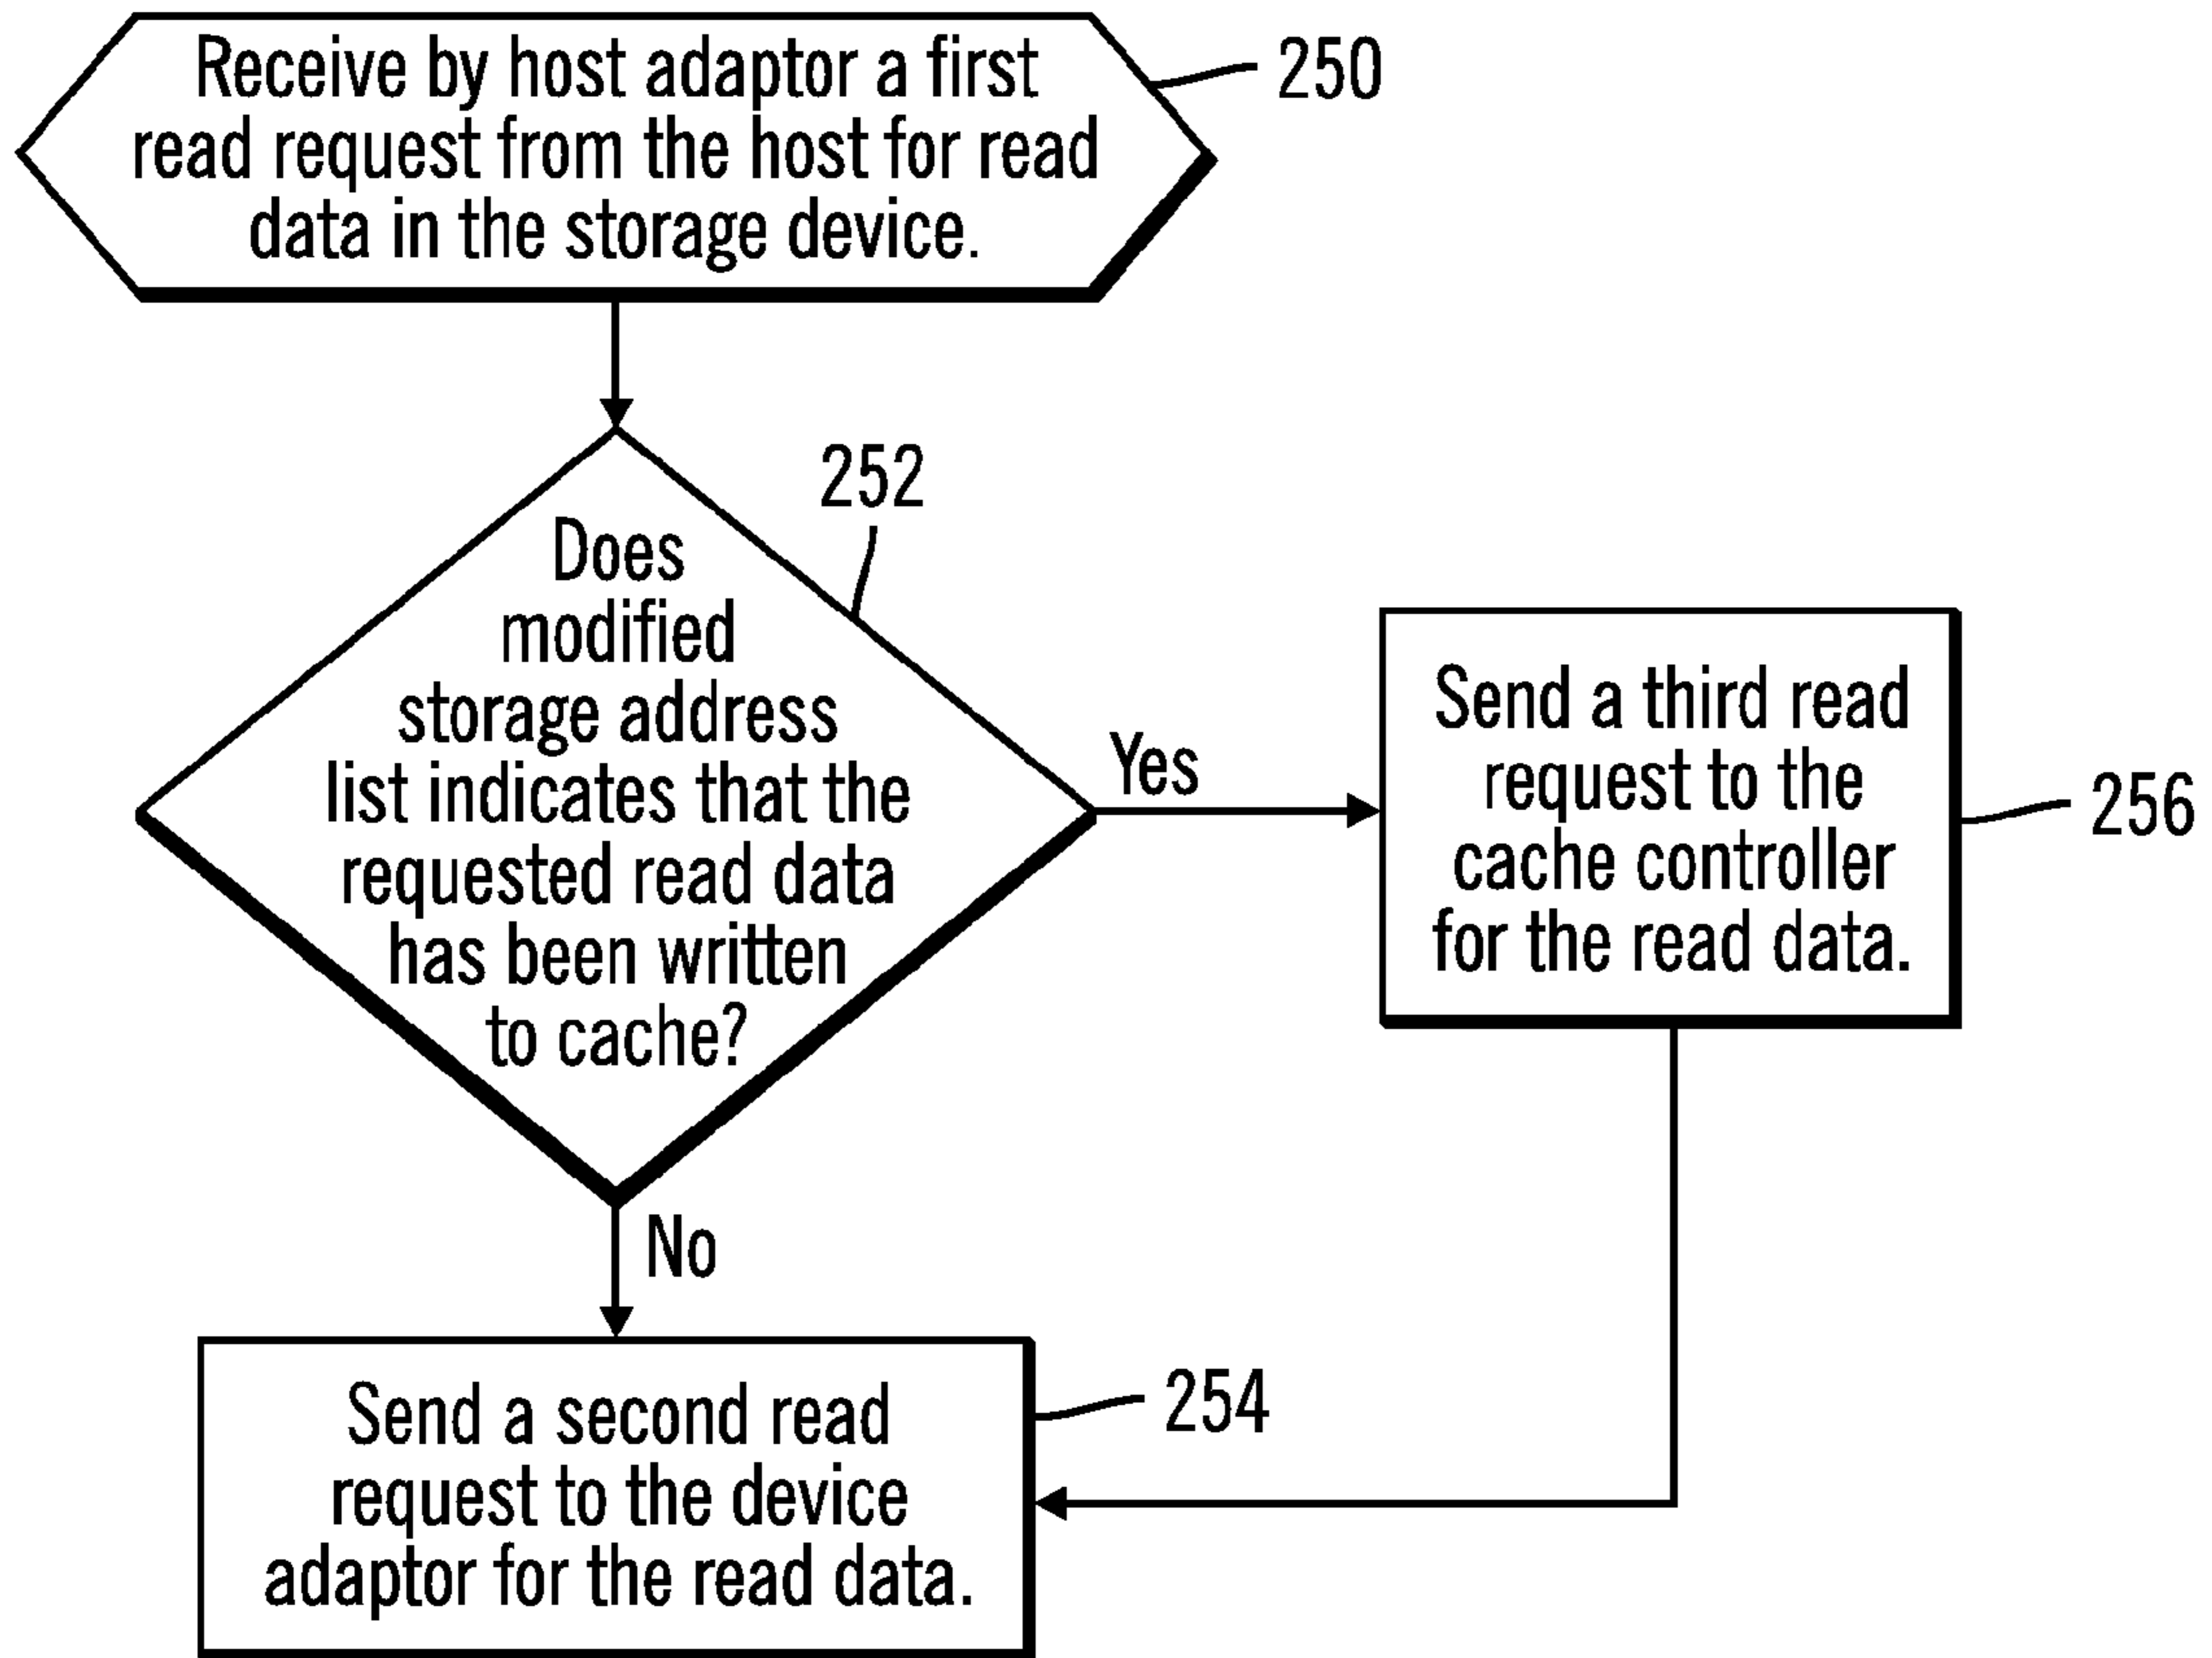 Receive by host adaptor a first
read request from the host for read
data in the storage device.
250
252
Does
modified
storage address
list indicates that the
requested read data
has been written
to cache?
Yes
Send a third read
request to the
cache controller
for the read data.
256
No
Send a second read
request to the device
adaptor for the read data.
254